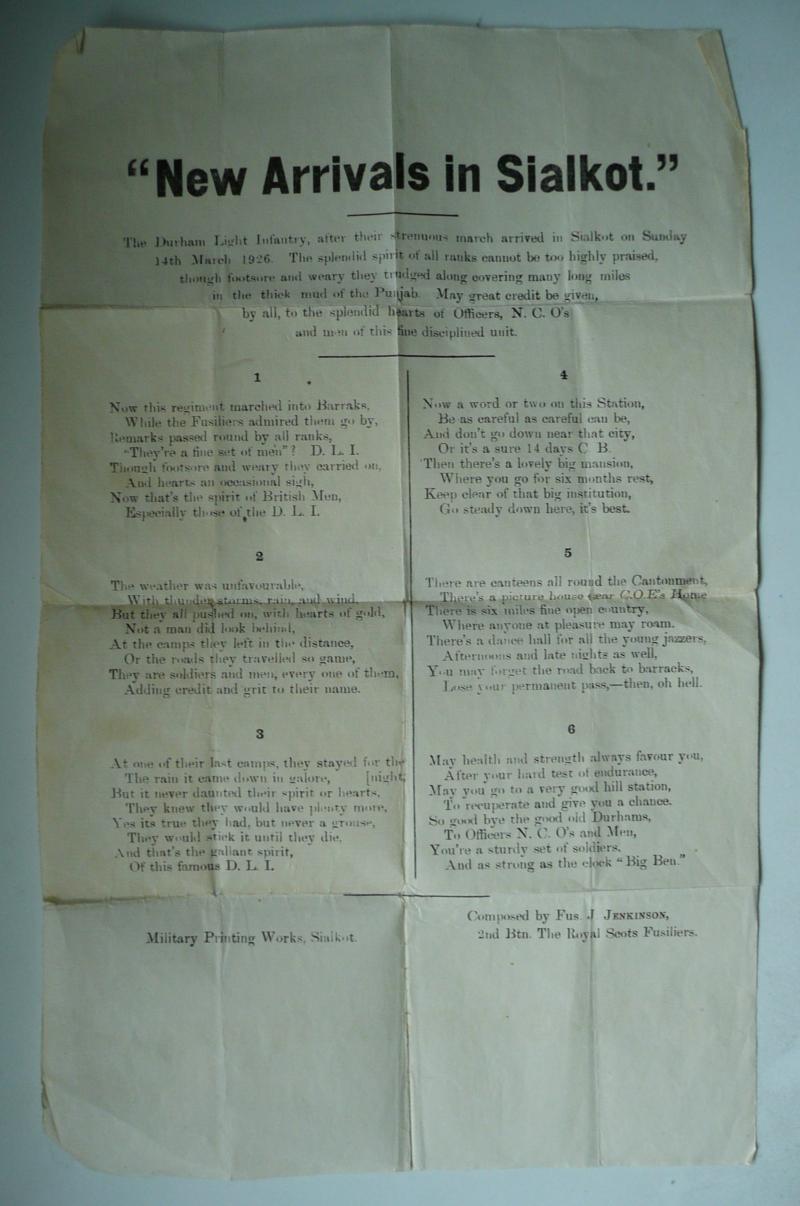 “New Arrivals in Sialkot.”
The Durham Light Infantry, after their strenuous march arrived in Sialkot on Sunday
14th March 1926. The splendid spirit of all ranks cannot be too highly praised,
though footsore and weary they trudged along covering many long miles
in the thick mud of the Punjab. May great credit be given,
by all, to the splendid hearts of Officers, N. C. O's
and men of this fine disciplined unit.
1
Now this regiment marched into Barraks,
While the Fusiliers admired them go by,
Remarks passed round by all ranks,
“They're a fine set of men”? D. L. I.
Though footsore and weary they carried on,
And hearts an occasional sigh,
Now that's the spirit of British Men,
Especially those of the D. L. I.
2
The weather was unfavourable,
With thunder storms, rain, and wind,
But they all pushed on, with hearts of gold,
Not a man did look behind,
At the camps they left in the distance,
Or the roads they travelled so game,
They are soldiers and men, every one of them,
Adding credit and grit to their name.
3
At one of their last camps, they stayed for the
The rain it came down in galore, [night,
But it never daunted their spirit or hearts,
They knew they would have plenty more,
Yes its true they had, but never a grouse,
They would stick it until they die,
And that's the gallant spirit,
Of this famous D. L. I.
4
Now a word or two on this Station,
Be as careful as careful can be,
And don't go down near that city,
Or it's a sure 14 days C B.
Then there's a lovely big mansion,
Where you go for six months rest,
Keep clear of that big institution,
Go steady down here, it's best.
5
There are canteens all round the Cantonment,
There's a picture house near C.O.E's Home
There is six miles fine open country,
Where anyone at pleasure may roam.
There's a dance hall for all the young jazzers,
Afternoons and late nights as well,
You may forget the road back to barracks,
Lose your permanent pass,—then, oh hell.
6
May health and strength always favour you,
After your hard test of endurance,
May you go to a very good hill station,
To recuperate and give you a chance.
So good bye the good old Durhams,
To Officers N. C. O's and Men,
You're a sturdy set of soldiers.
And as strong as the clock “Big Ben.”
Military Printing Works, Sialkot.
Composed by Fus. J JENKINSON,
2nd Btn. The Royal Scots Fusiliers.